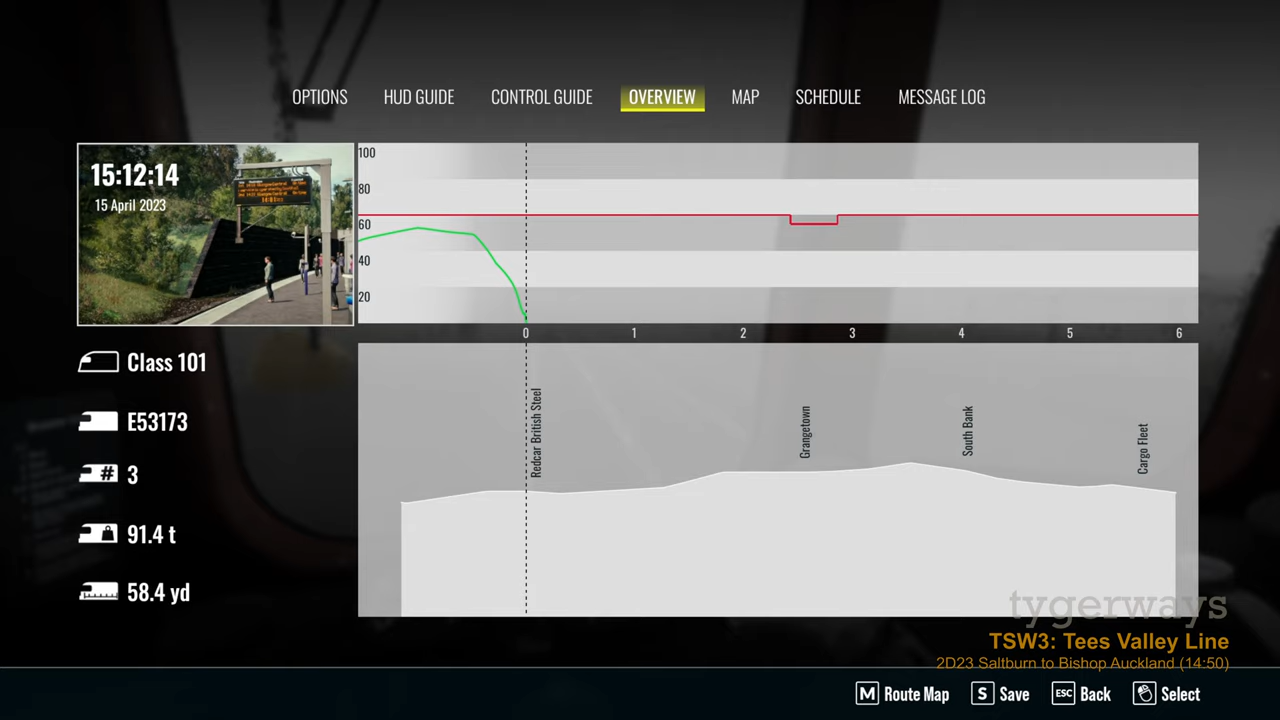 OPTIONS HUD GUIDE CONTROL GUIDE OVERVIEW MAP SCHEDULE MESSAGE LOG
15:12:14
15 April 2023
100
80
60
40
20
0 1 2 3 4 5 6
Class 101
E53173
# 3
91.4 t
58.4 yd
Redcar British Steel
Grangetown
South Bank
Cargo Fleet
tygerways
TSW3: Tees Valley Line
2D23 Saltburn to Bishop Auckland (14:50)
M Route Map S Save ESC Back Select